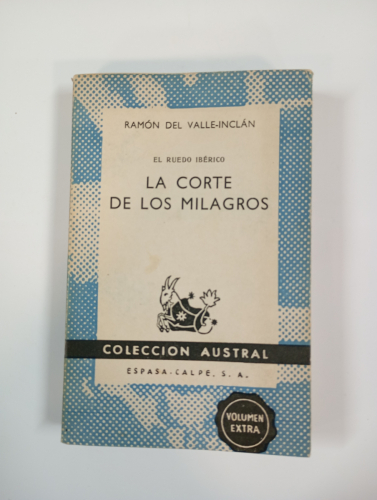 RAMÓN DEL VALLE-INCLÁN
EL RUEDO IBÉRICO
LA CORTE
DE LOS MILAGROS
COLECCION AUSTRAL
ESPASA-CALPE, S. A.
VOLUMEN
EXTRA